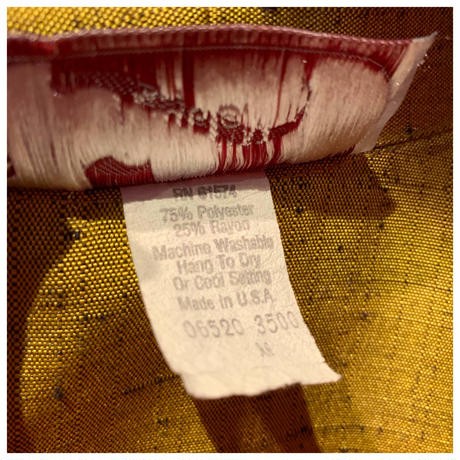 RN 61574
75% Polyester
25% Rayon
Machine Washable
Hang To Dry
Or Cool Setting
Made In U.S.A
06520 3500